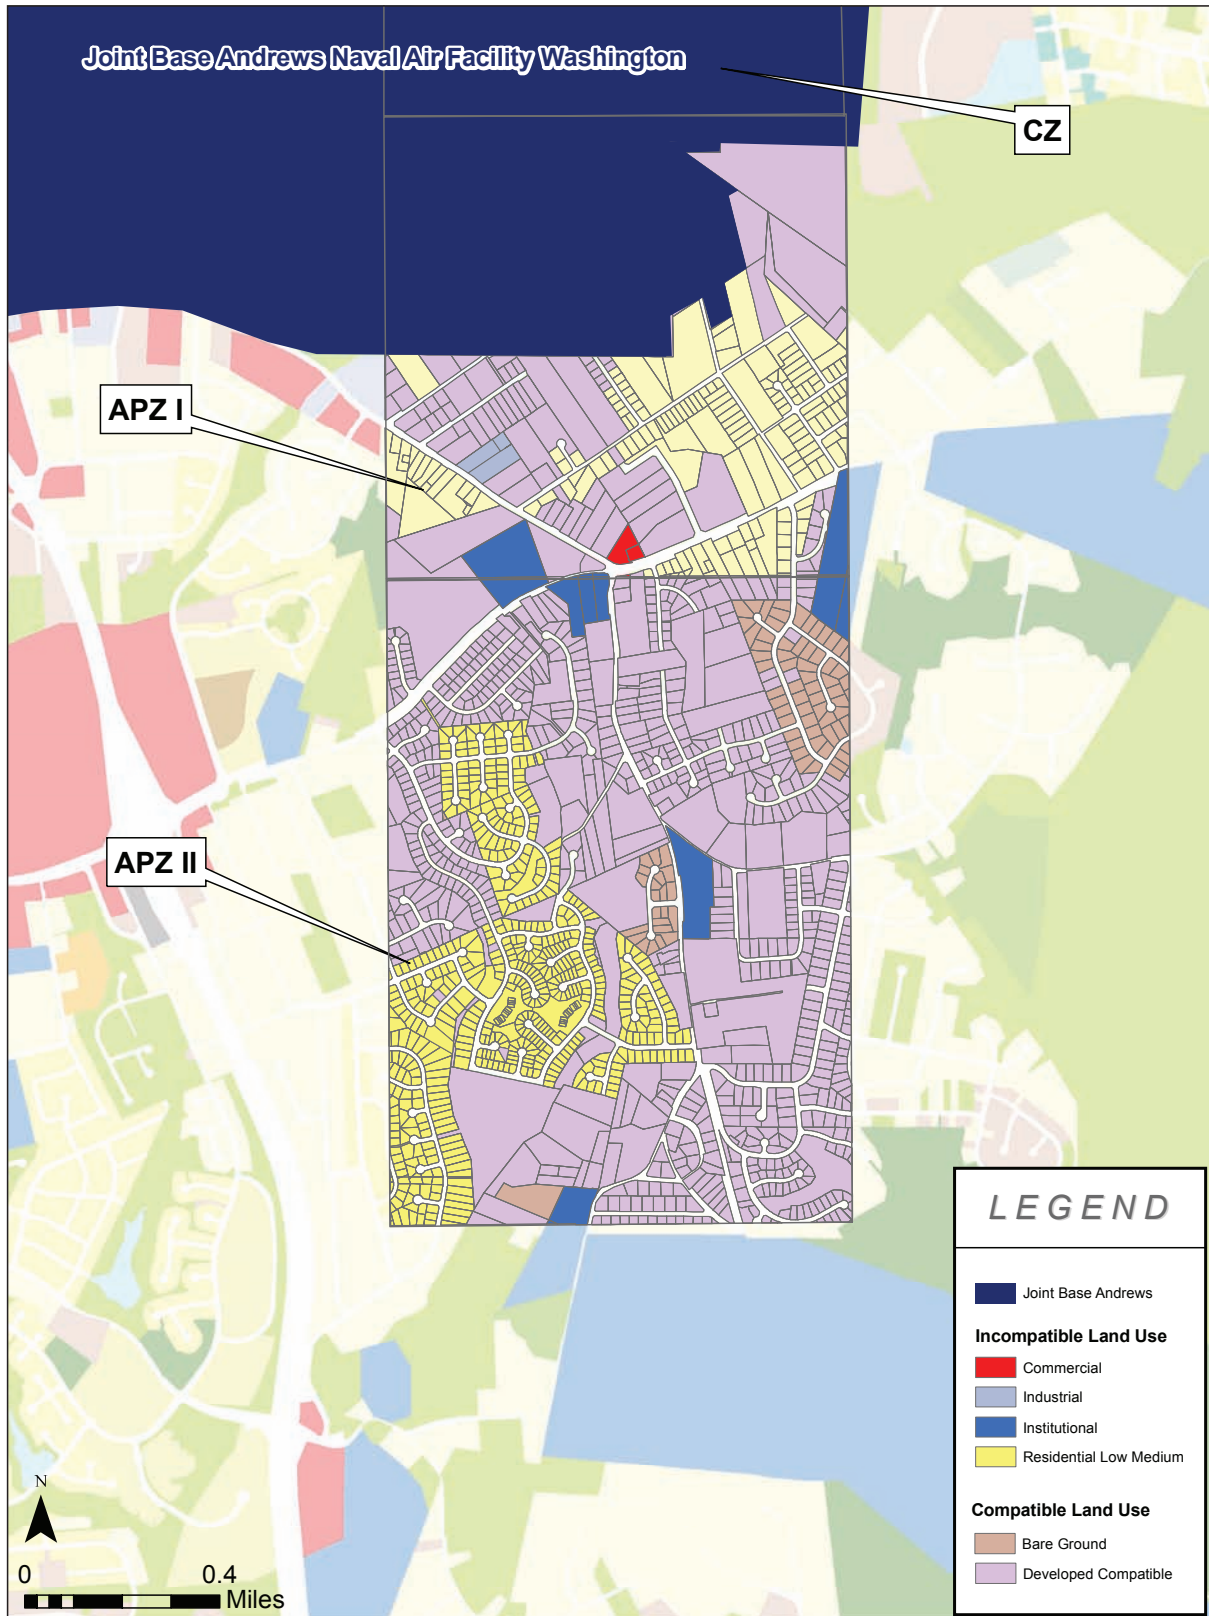 Joint Base Andrews Naval Air Facility Washington
CZ
APZ I
APZ II
LEGEND
Joint Base Andrews
Incompatible Land Use
Commercial
Industrial
Institutional
Residential Low Medium
Compatible Land Use
Bare Ground
Developed Compatible
N
0 0.4
Miles